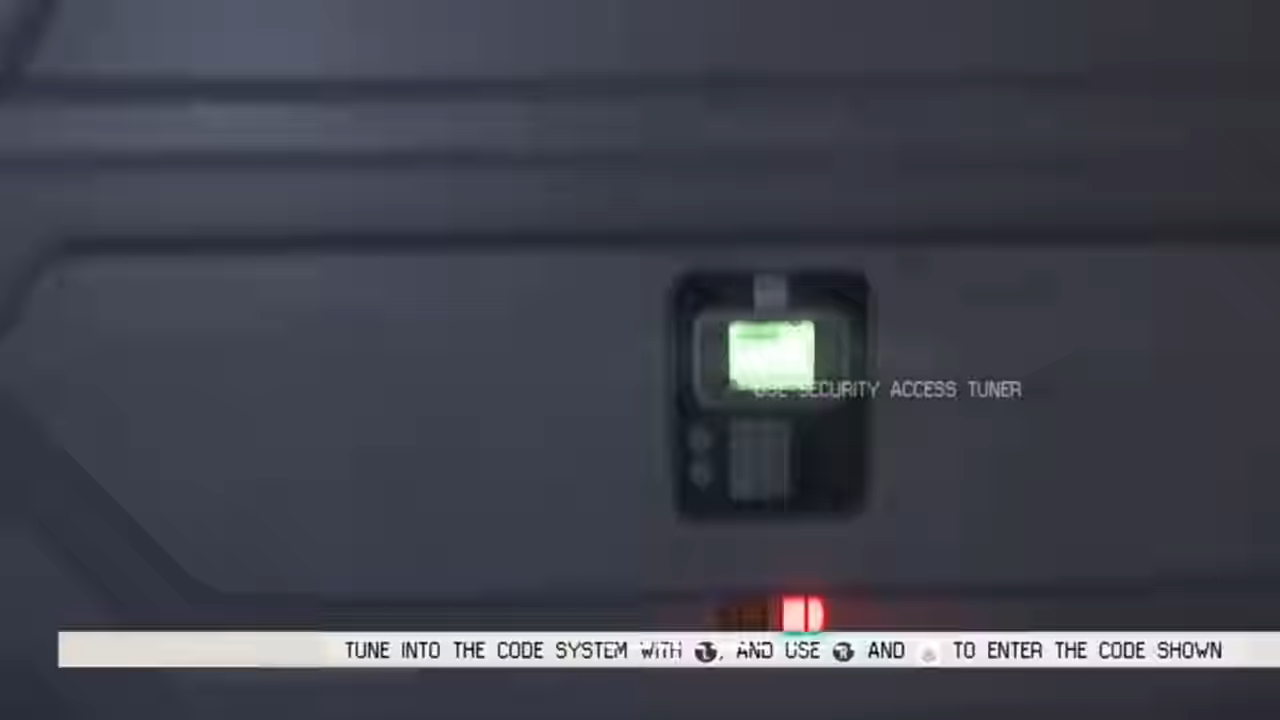 USE SECURITY ACCESS TUNER
TUNE INTO THE CODE SYSTEM WITH L, AND USE R AND TO ENTER THE CODE SHOWN